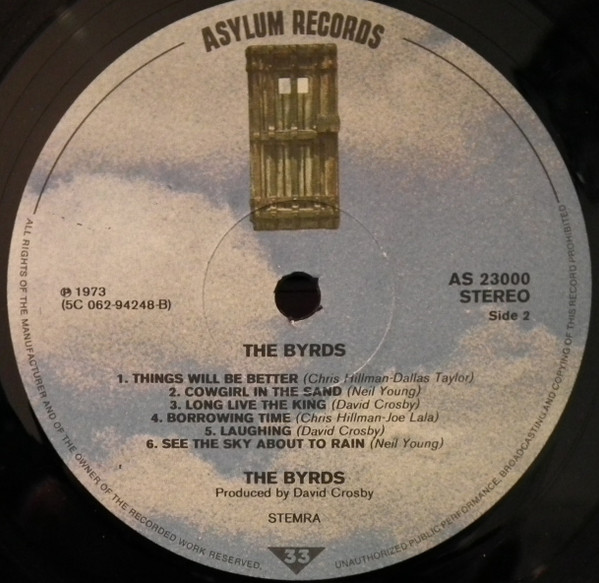 ASYLUM RECORDS
℗ 1973
(5C 062-94248-B)
AS 23000
STEREO
Side 2
THE BYRDS
1. THINGS WILL BE BETTER (Chris Hillman-Dallas Taylor)
2. COWGIRL IN THE SAND (Neil Young)
3. LONG LIVE THE KING (David Crosby)
4. BORROWING TIME (Chris Hillman-Joe Lala)
5. LAUGHING (David Crosby)
6. SEE THE SKY ABOUT TO RAIN (Neil Young)
THE BYRDS
Produced by David Crosby
STEMRA
33
ALL RIGHTS OF THE MANUFACTURER AND OF THE OWNER OF THE RECORDED WORK RESERVED.
UNAUTHORIZED PUBLIC PERFORMANCE, BROADCASTING AND COPYING OF THIS RECORD PROHIBITED